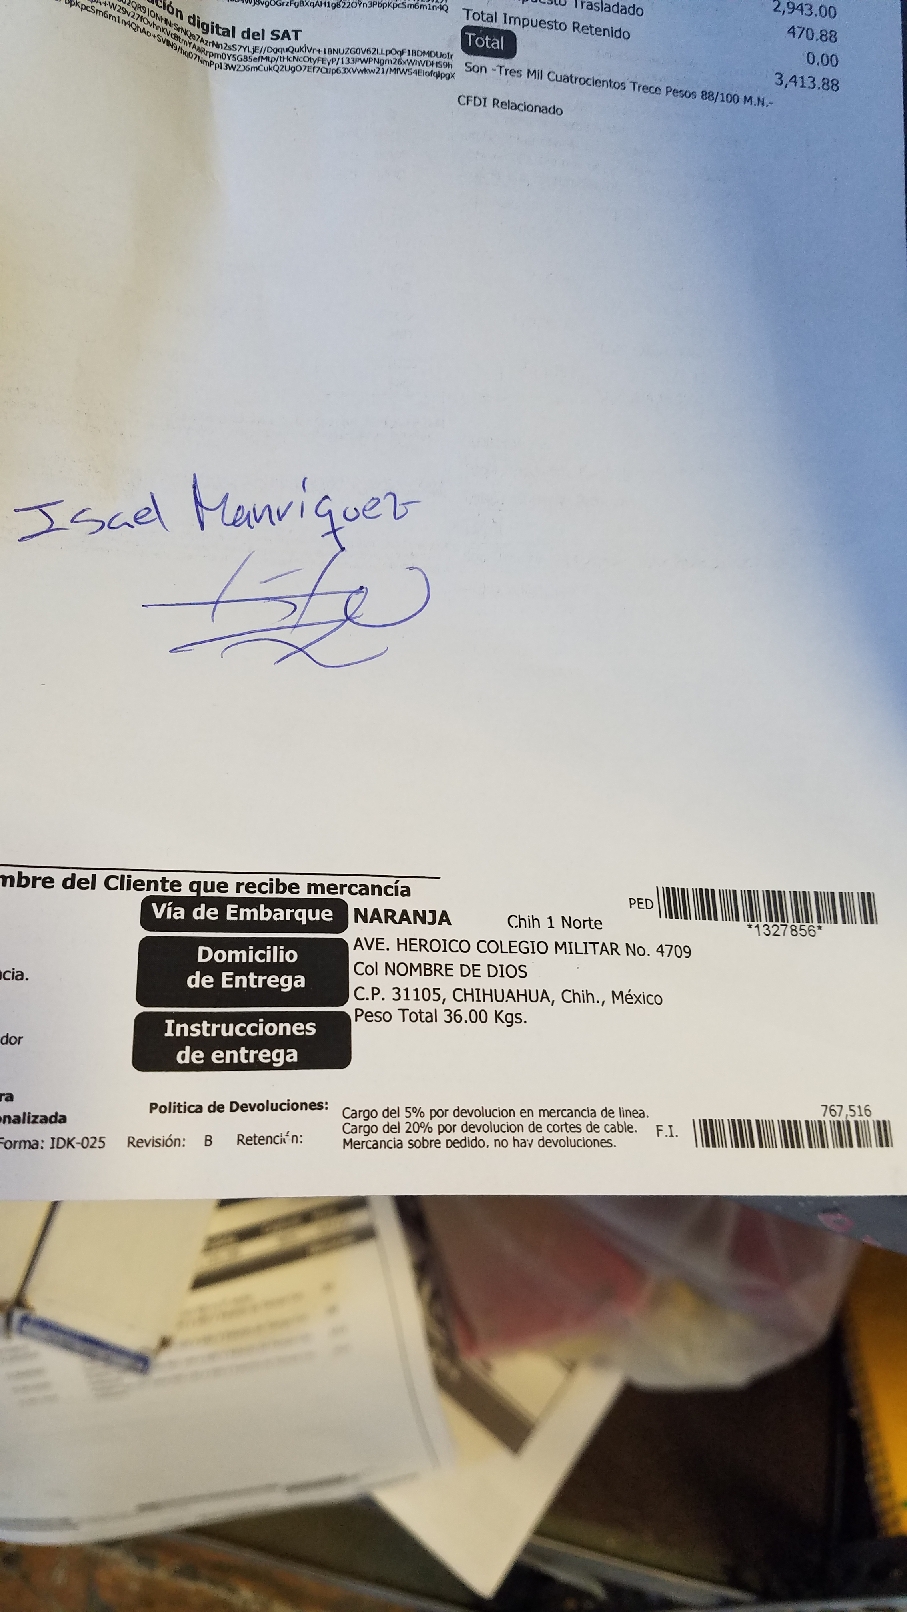 ción digital del SAT
Trasladado
2,943.00
Total Impuesto Retenido
470.88
Total
0.00
3,413.88
Son -Tres Mil Cuatrocientos Trece Pesos 88/100 M.N.-
CFDI Relacionado
Isael Manriquez
mbre del Cliente que recibe mercancía
Vía de Embarque NARANJA Chih 1 Norte
PED
*1327856*
Domicilio de Entrega
AVE. HEROICO COLEGIO MILITAR No. 4709
Col NOMBRE DE DIOS
C.P. 31105, CHIHUAHUA, Chih., México
Peso Total 36.00 Kgs.
Instrucciones de entrega
cia.
dor
ra
onalizada
Forma: IDK-025 Revisión: B Retención:
Politica de Devoluciones:
Cargo del 5% por devolucion en mercancia de linea.
Cargo del 20% por devolucion de cortes de cable.
Mercancia sobre pedido, no hay devoluciones.
F.I.
767,516